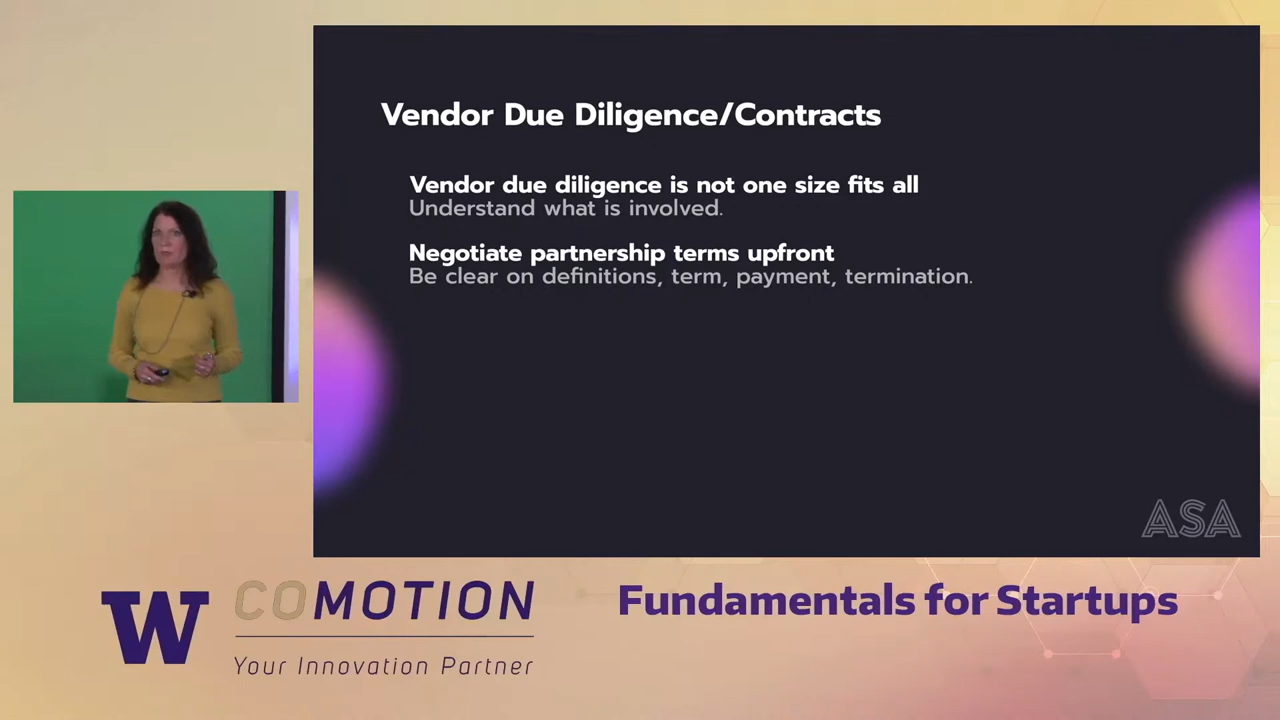 Vendor Due Diligence/Contracts
Vendor due diligence is not one size fits all
Understand what is involved.
Negotiate partnership terms upfront
Be clear on definitions, term, payment, termination.
ASA
W
COMOTION
Your Innovation Partner
Fundamentals for Startups